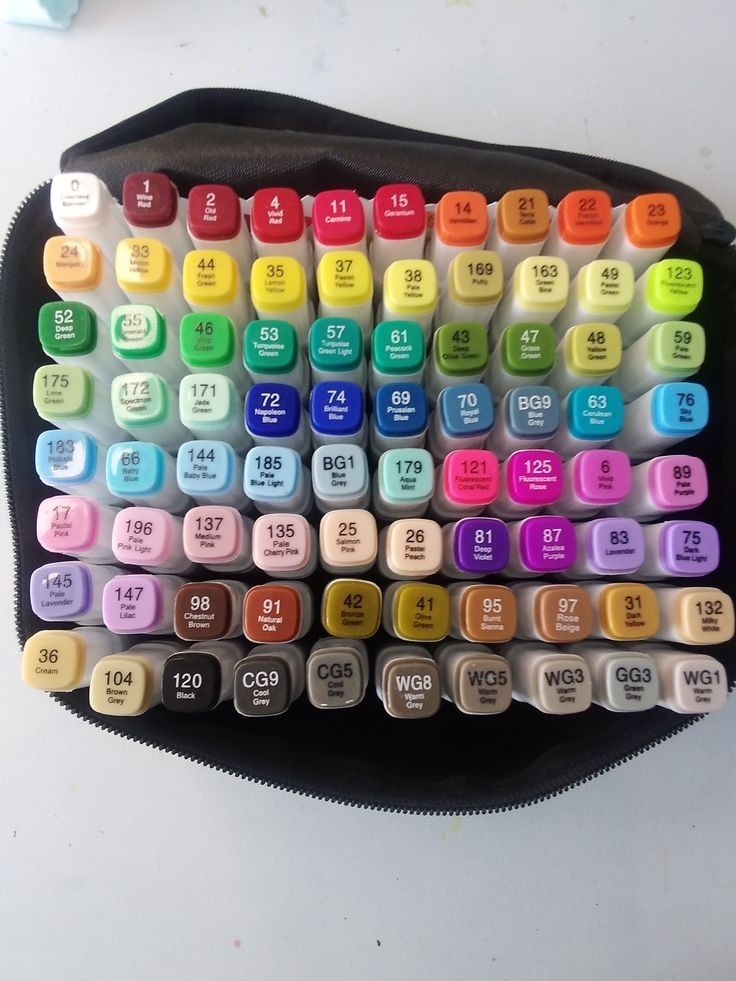 0
Colorless
Blender
1
Wine
Red
2
Old
Red
4
Vivid
Red
11
Carmine
15
Geranium
14
Vermilion
21
Terra
Cotta
22
French
Vermilion
23
Orange
24
Marigold
33
Melon
Yellow
44
Fresh
Green
35
Lemon
Yellow
37
Pastel
Yellow
38
Pale
Yellow
169
Putty
163
Green
Bice
49
Pastel
Green
123
Fluorescent
Yellow
52
Deep
Green
55
Emerald
Green
46
Vivid
Green
53
Turquoise
Green
57
Turquoise
Green Light
61
Peacock
Green
43
Deep
Olive Green
47
Grass
Green
48
Yellow
Green
59
Pale
Green
175
Lime
Green
172
Spectrum
Green
171
Jade
Green
72
Napoleon
Blue
74
Brilliant
Blue
69
Prussian
Blue
70
Royal
Blue
BG9
Blue
Grey
63
Cerulean
Blue
76
Sky
Blue
183
Phthalo
Blue
66
Baby
Blue
144
Pale
Baby Blue
185
Pale
Blue Light
BG1
Blue
Grey
179
Aqua
Mint
121
Fluorescent
Coral Red
125
Fluorescent
Rose
6
Vivid
Pink
89
Pale
Purple
17
Pastel
Pink
196
Pale
Pink Light
137
Medium
Pink
135
Pale
Cherry Pink
25
Salmon
Pink
26
Pastel
Peach
81
Deep
Violet
87
Azalea
Purple
83
Lavender
75
Dark
Blue Light
145
Pale
Lavender
147
Pale
Lilac
98
Chestnut
Brown
91
Natural
Oak
42
Bronze
Green
41
Olive
Green
95
Burnt
Sienna
97
Rose
Beige
31
Dark
Yellow
132
Milky
White
36
Cream
104
Brown
Grey
120
Black
CG9
Cool
Grey
CG5
Cool
Grey
WG8
Warm
Grey
WG5
Warm
Grey
WG3
Warm
Grey
GG3
Green
Grey
WG1
Warm
Grey